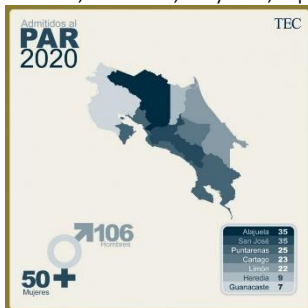 Admitidos al
PAR
2020
TEC
106
Hombres
50
Mujeres
Alajuela 35
San José 35
Puntarenas 25
Cartago 23
Limón 22
Heredia 9
Guanacaste 7